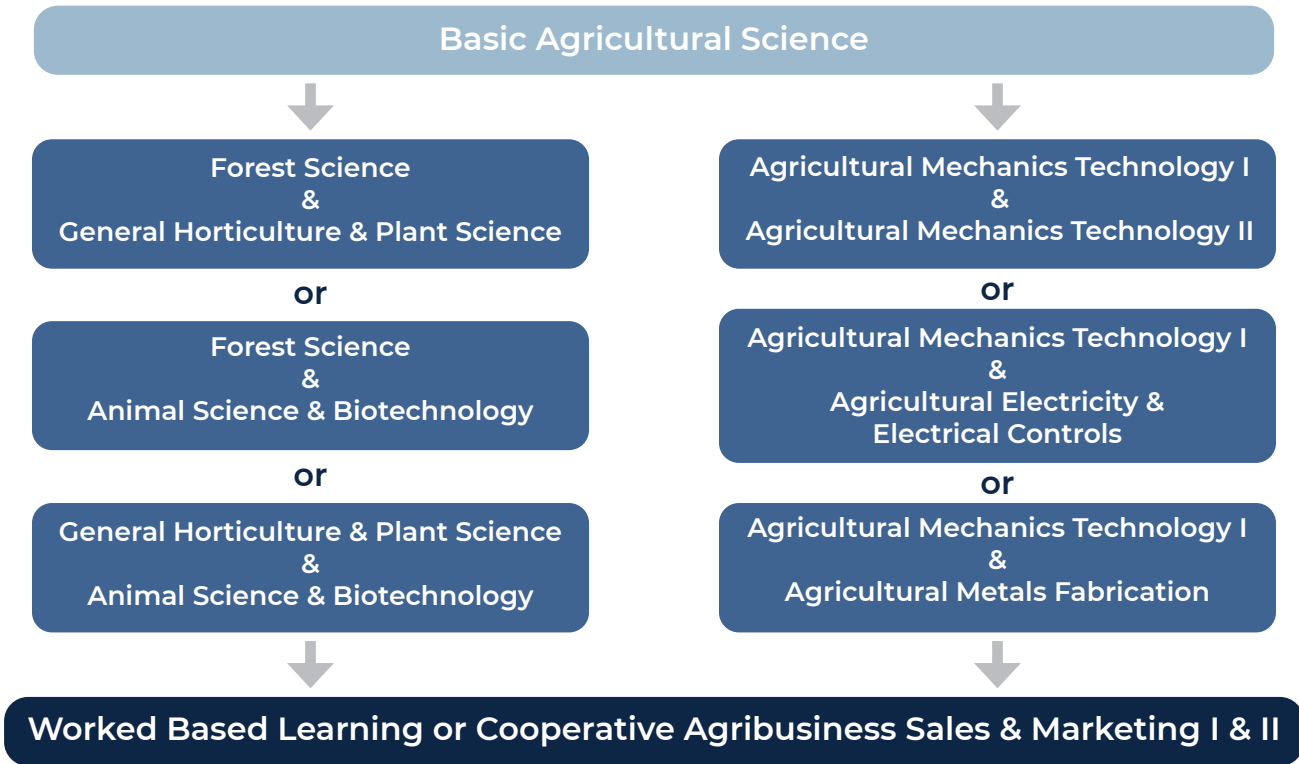 Basic Agricultural Science
Forest Science
&
General Horticulture & Plant Science
or
Forest Science
&
Animal Science & Biotechnology
or
General Horticulture & Plant Science
&
Animal Science & Biotechnology
Agricultural Mechanics Technology I
&
Agricultural Mechanics Technology II
or
Agricultural Mechanics Technology I
&
Agricultural Electricity &
Electrical Controls
or
Agricultural Mechanics Technology I
&
Agricultural Metals Fabrication
Worked Based Learning or Cooperative Agribusiness Sales & Marketing I & II